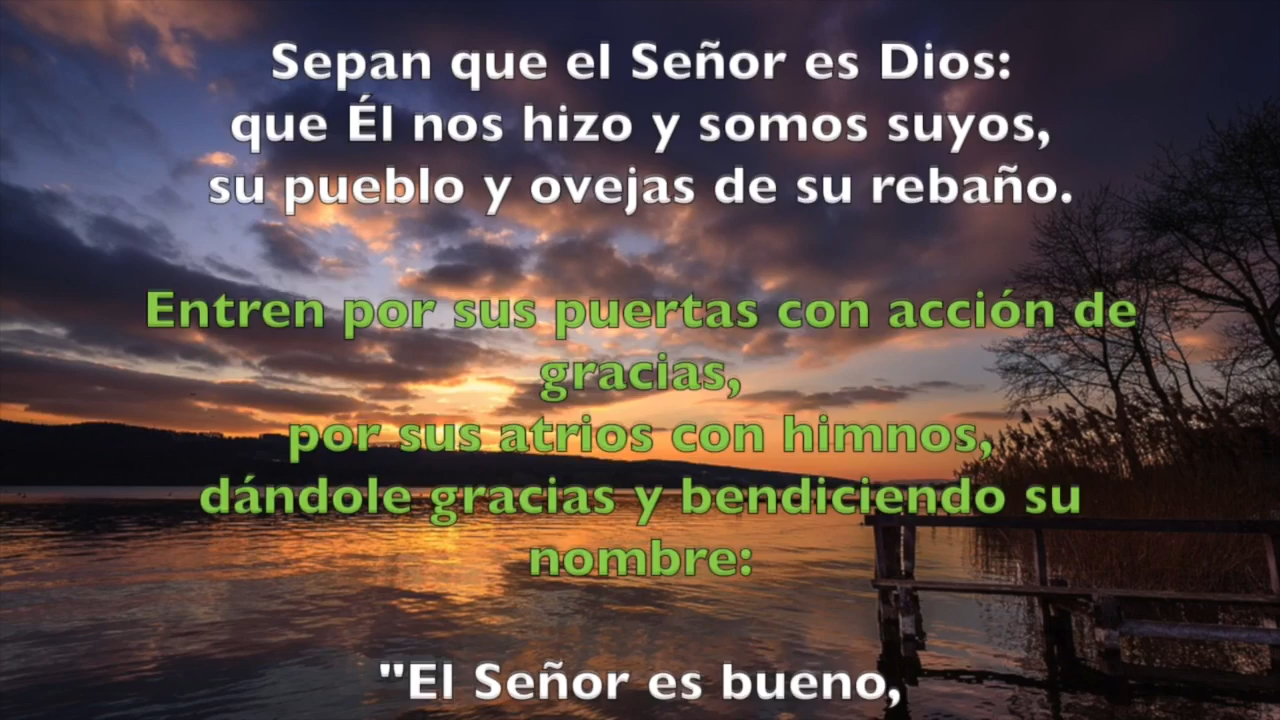 Sepan que el Señor es Dios:
que Él nos hizo y somos suyos,
su pueblo y ovejas de su rebaño.
Entren por sus puertas con acción de
gracias,
por sus atrios con himnos,
dándole gracias y bendiciendo su
nombre:
"El Señor es bueno,